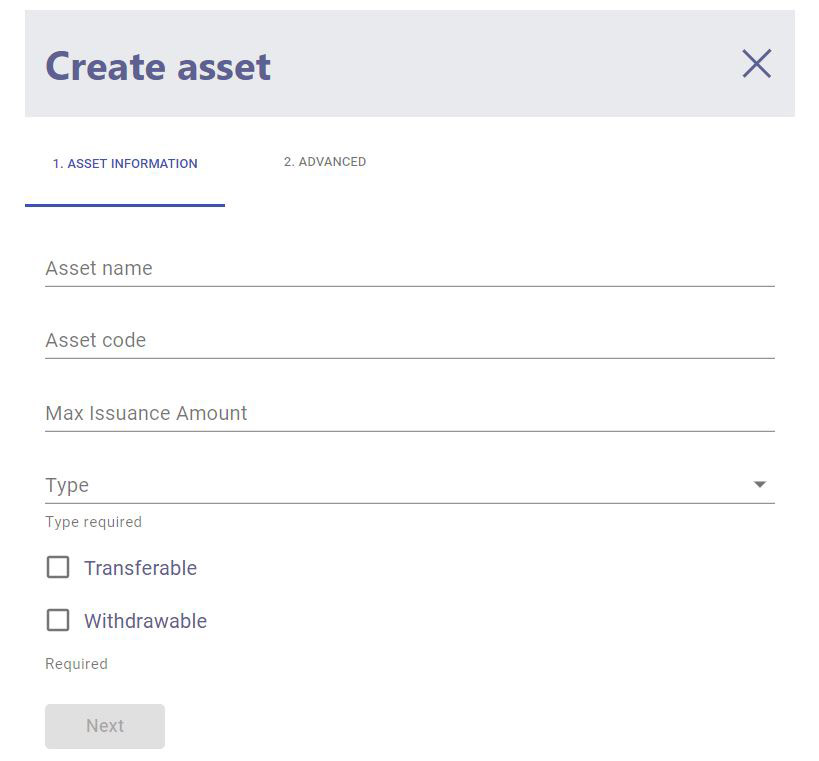 Create asset
1. ASSET INFORMATION
2. ADVANCED
Asset name
Asset code
Max Issuance Amount
Type
Type required
Transferable
Withdrawable
Required
Next